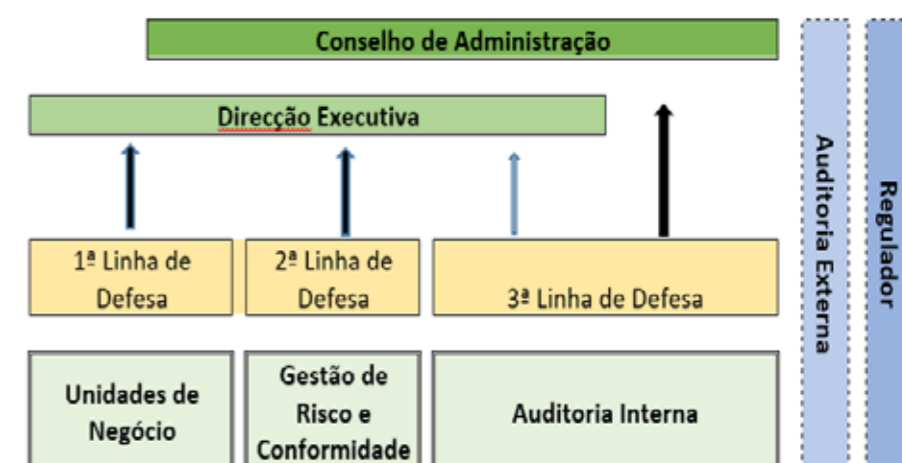 Conselho de Administração
Direcção Executiva
1ª Linha de
Defesa
2ª Linha de
Defesa
3ª Linha de Defesa
Unidades de
Negócio
Gestão de
Risco e
Conformidade
Auditoria Interna
Auditoria Externa
Regulador